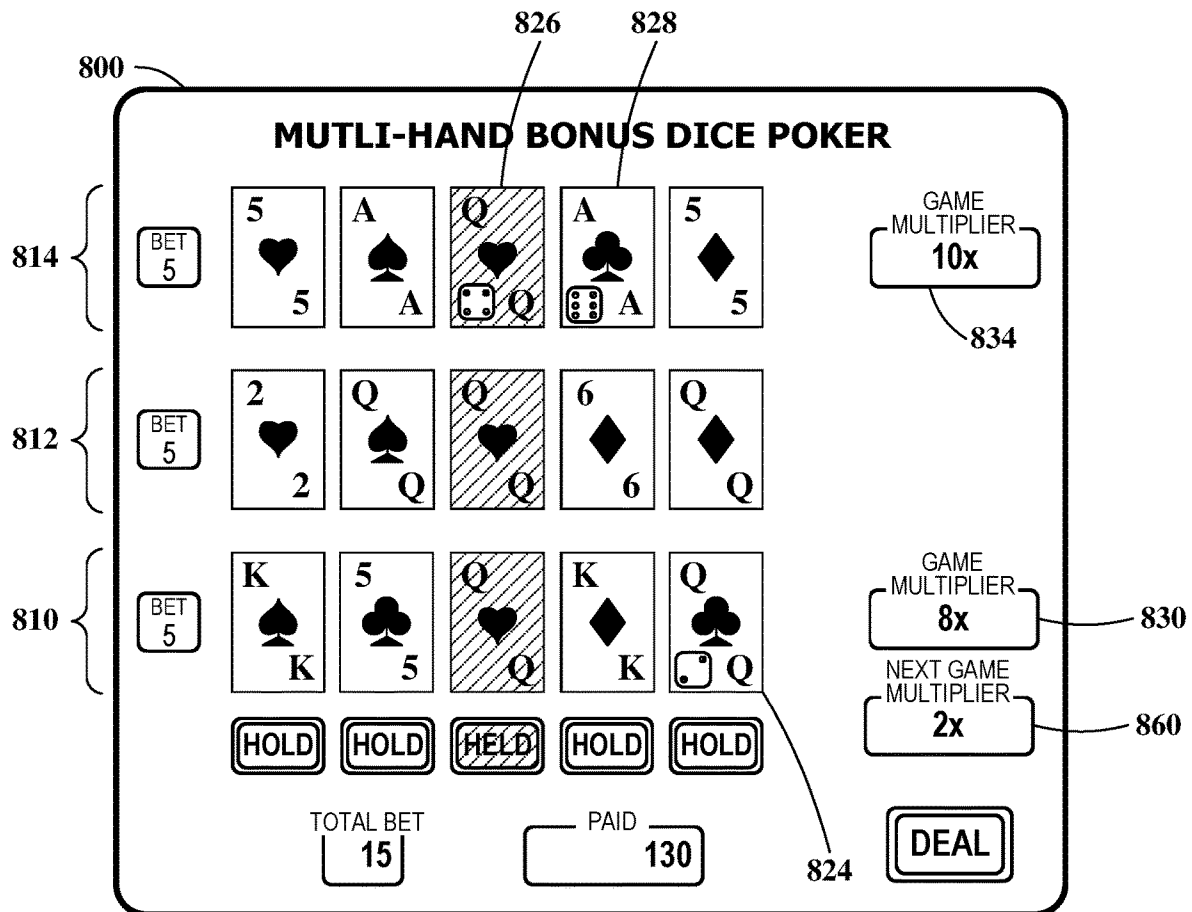 826 828
800
MUTLI-HAND BONUS DICE POKER
5 A Q A 5
GAME
MULTIPLIER
10x
814
BET
5
5 A Q A 5
834
2 Q Q 6 Q
812
BET
5
2 Q Q 6 Q
K 5 Q K Q
GAME
MULTIPLIER
8x
830
810
BET
5
K 5 Q K Q
NEXT GAME
MULTIPLIER
2x
860
HOLD HOLD HELD HOLD HOLD
TOTAL BET
15
PAID
130
DEAL
824